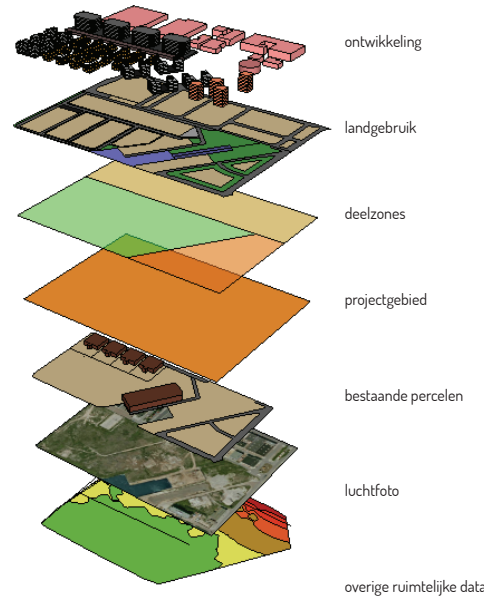 ontwikkeling
landgebruik
deelzones
projectgebied
bestaande percelen
luchtfoto
overige ruimtelijke data